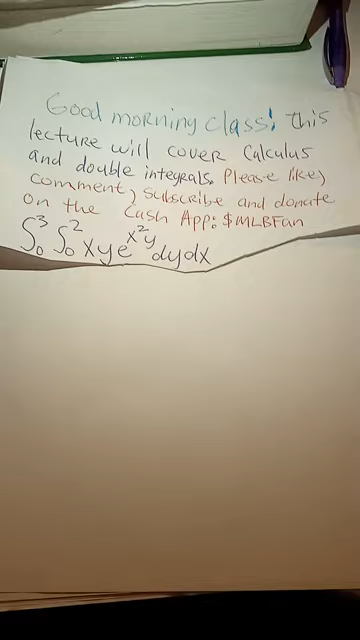 Good morning class! This
lecture will cover Calculus
and double integrals. Please like,
comment, subscribe and donate
on the Cash App: $MLBFan
∫₀³ ∫₀² xye^(x²y) dydx